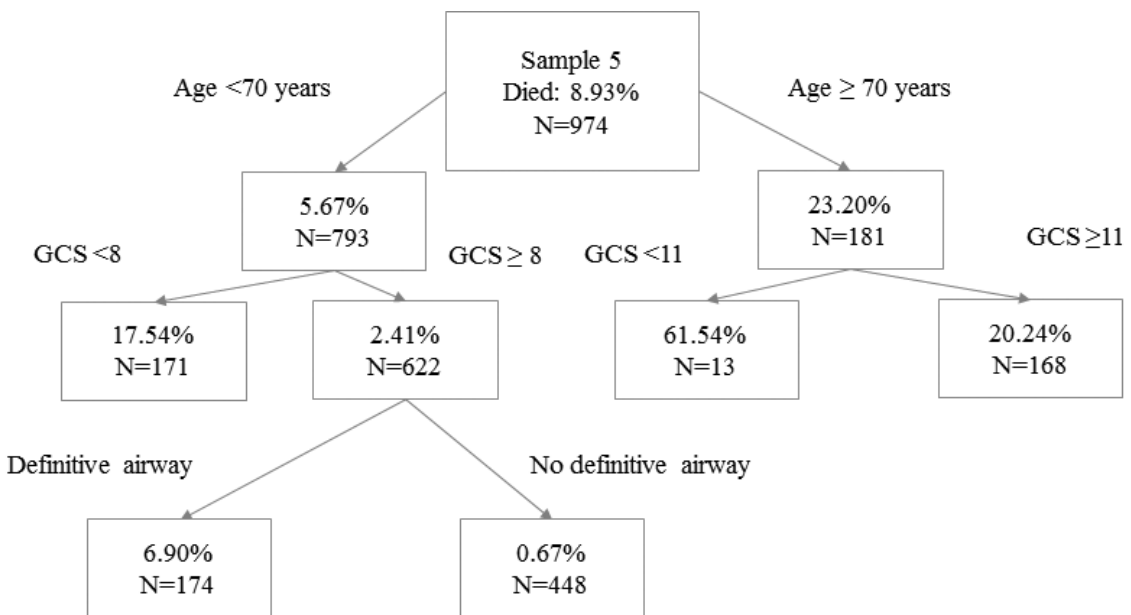 Sample 5
Died: 8.93%
N=974
Age <70 years
Age ≥ 70 years
5.67%
N=793
23.20%
N=181
GCS <8
GCS ≥ 8
GCS <11
GCS ≥11
17.54%
N=171
2.41%
N=622
61.54%
N=13
20.24%
N=168
Definitive airway
No definitive airway
6.90%
N=174
0.67%
N=448